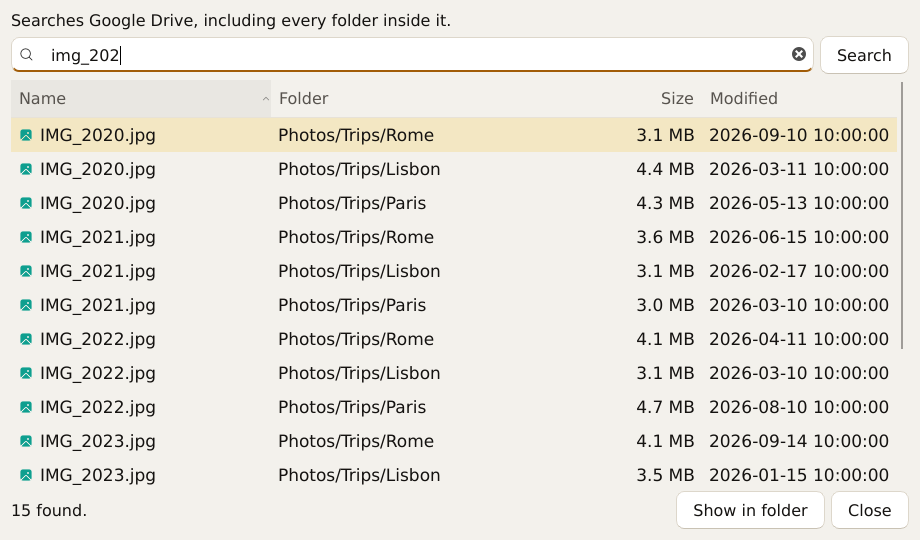 Searches Google Drive, including every folder inside it.
img_202 Search
Name Folder Size Modified
IMG_2020.jpg Photos/Trips/Rome 3.1 MB 2026-09-10 10:00:00
IMG_2020.jpg Photos/Trips/Lisbon 4.4 MB 2026-03-11 10:00:00
IMG_2020.jpg Photos/Trips/Paris 4.3 MB 2026-05-13 10:00:00
IMG_2021.jpg Photos/Trips/Rome 3.6 MB 2026-06-15 10:00:00
IMG_2021.jpg Photos/Trips/Lisbon 3.1 MB 2026-02-17 10:00:00
IMG_2021.jpg Photos/Trips/Paris 3.0 MB 2026-03-10 10:00:00
IMG_2022.jpg Photos/Trips/Rome 4.1 MB 2026-04-11 10:00:00
IMG_2022.jpg Photos/Trips/Lisbon 3.1 MB 2026-03-10 10:00:00
IMG_2022.jpg Photos/Trips/Paris 4.7 MB 2026-08-10 10:00:00
IMG_2023.jpg Photos/Trips/Rome 4.1 MB 2026-09-14 10:00:00
IMG_2023.jpg Photos/Trips/Lisbon 3.5 MB 2026-01-15 10:00:00
15 found. Show in folder Close